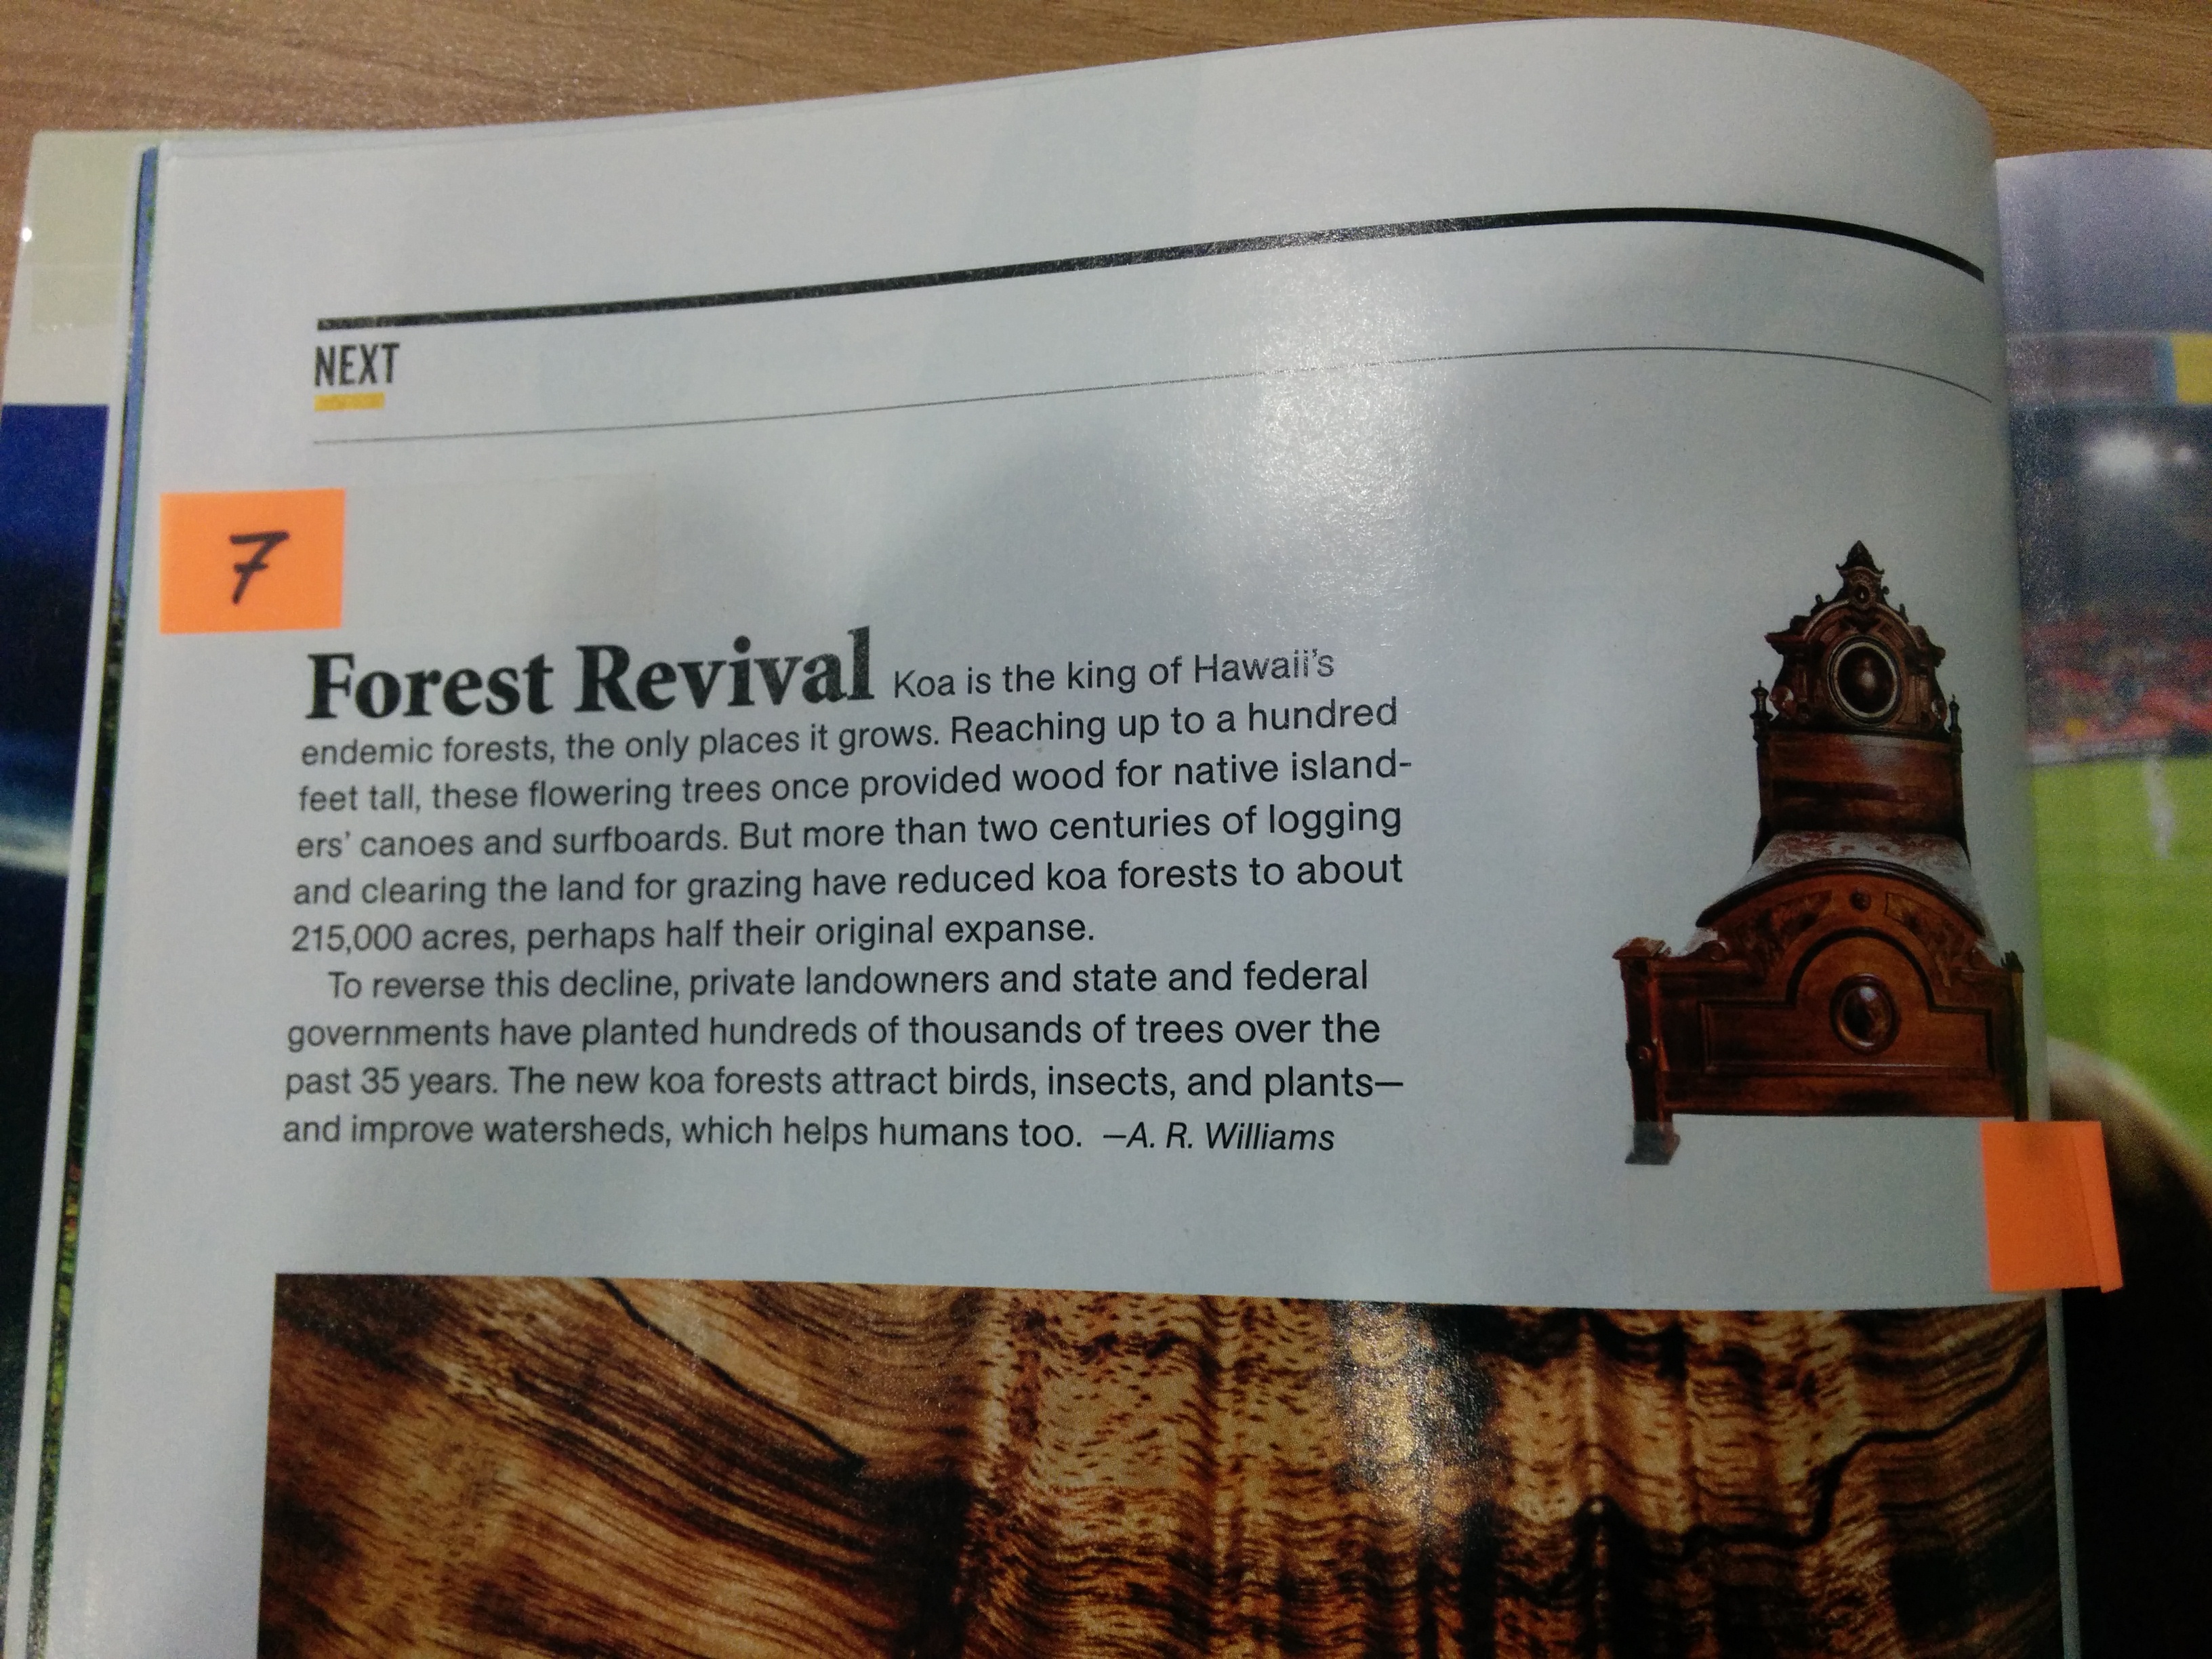 NEXT
7
Forest Revival Koa is the king of Hawaii's
endemic forests, the only places it grows. Reaching up to a hundred
feet tall, these flowering trees once provided wood for native island-
ers' canoes and surfboards. But more than two centuries of logging
and clearing the land for grazing have reduced koa forests to about
215,000 acres, perhaps half their original expanse.
To reverse this decline, private landowners and state and federal
governments have planted hundreds of thousands of trees over the
past 35 years. The new koa forests attract birds, insects, and plants—
and improve watersheds, which helps humans too. —A. R. Williams